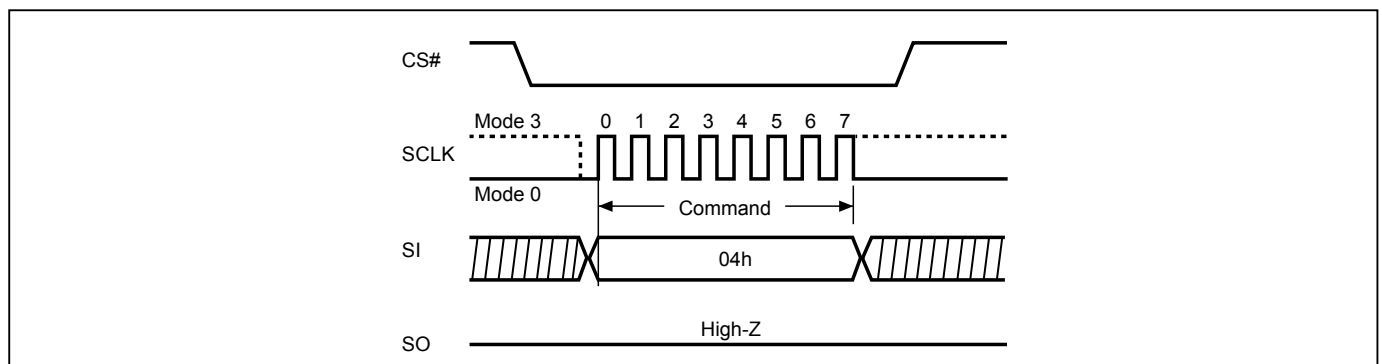 CS#
Mode 3 0 1 2 3 4 5 6 7
SCLK
Mode 0
Command
SI
04h
High-Z
SO